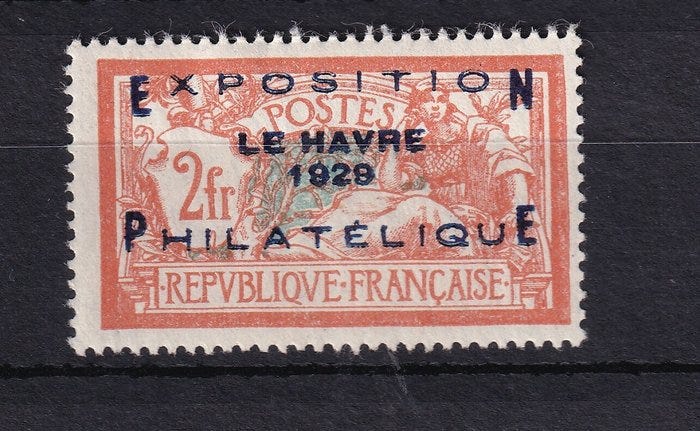 EXPOSITION
POSTES
LE HAVRE
1929
2fr
PHILATÉLIQUE
·REPVBLIQVE·FRANÇAISE·